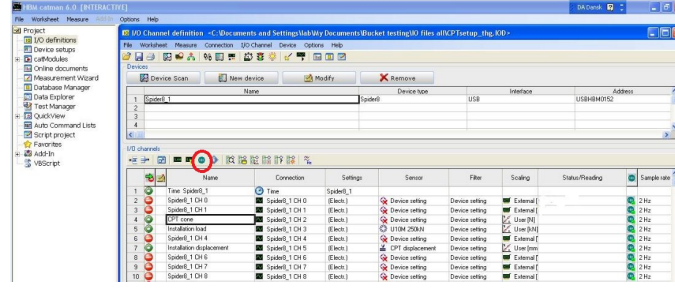 HBM catman 6.0 [INTERACTIVE]
DA Dansk
File Worksheet Measure Options Help
Project
I/O definitions
Device setups
catModules
Online documents
Measurement Wizard
Database Manager
Data Explorer
Test Manager
QuickView
Auto Command Lists
Script project
Favorites
Add-In
VBScript
I/O Channel definition <C:\Documents and Settings\lab\My Documents\Bucket testing\IO files all\CPTsetup_thg.IOD>
File Worksheet Measure Connection I/O Channel Device Options Help
Devices
Device Scan New device Modify Remove
Name Device type Interface Address
1 Spider8_1 Spider8 USB USBHBM0152
2
3
4
I/O channels
Name Connection Settings Sensor Filter Scaling Status/Reading Sample rate
1 Time Spider8_1 Time Spider8_1
2 Spider8_1 CH 0 Spider8_1 CH 0 (Electr.) Device setting Device setting External [ 2 Hz
3 Spider8_1 CH 1 Spider8_1 CH 1 (Electr.) Device setting Device setting External [ 2 Hz
4 CPT cone Spider8_1 CH 2 (Electr.) Device setting Device setting User [N] 2 Hz
5 Installation load Spider8_1 CH 3 (Electr.) U10M 250kN Device setting User [kN] 2 Hz
6 Spider8_1 CH 4 Spider8_1 CH 4 (Electr.) Device setting Device setting External [ 2 Hz
7 Installation displacement Spider8_1 CH 5 (Electr.) CPT displacement Device setting User [mm 2 Hz
8 Spider8_1 CH 6 Spider8_1 CH 6 (Electr.) Device setting Device setting External [ 2 Hz
9 Spider8_1 CH 7 Spider8_1 CH 7 (Electr.) Device setting Device setting External [ 2 Hz
10 Spider8_1 CH 8 Spider8_1 CH 8 (Electr.) Device setting Device setting External [ 2 Hz